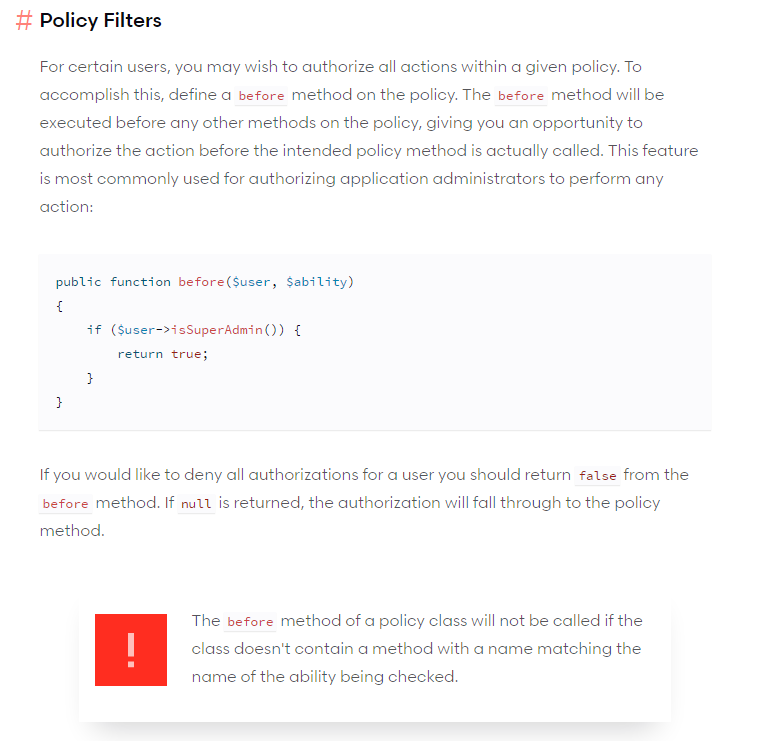 # Policy Filters
For certain users, you may wish to authorize all actions within a given policy. To
accomplish this, define a before method on the policy. The before method will be
executed before any other methods on the policy, giving you an opportunity to
authorize the action before the intended policy method is actually called. This feature
is most commonly used for authorizing application administrators to perform any
action:
public function before($user, $ability)
{
    if ($user->isSuperAdmin()) {
        return true;
    }
}
If you would like to deny all authorizations for a user you should return false from the
before method. If null is returned, the authorization will fall through to the policy
method.
The before method of a policy class will not be called if the
class doesn't contain a method with a name matching the
name of the ability being checked.